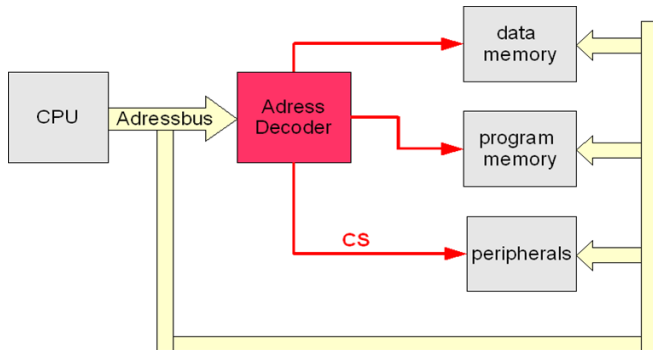 data
memory
CPU
Adressbus
Adress
Decoder
program
memory
CS
peripherals